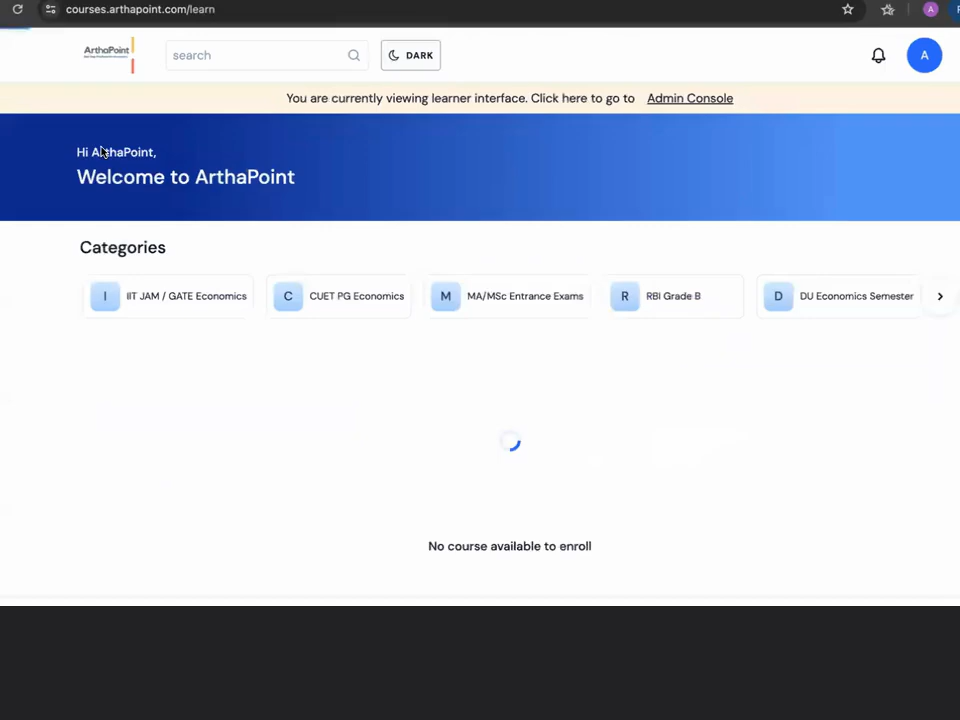 courses.arthapoint.com/learn
A
ArthaPoint
search
DARK
A
You are currently viewing learner interface. Click here to go to Admin Console
Hi ArthaPoint,
Welcome to ArthaPoint
Categories
I IIT JAM / GATE Economics
C CUET PG Economics
M MA/MSc Entrance Exams
R RBI Grade B
D DU Economics Semester
No course available to enroll